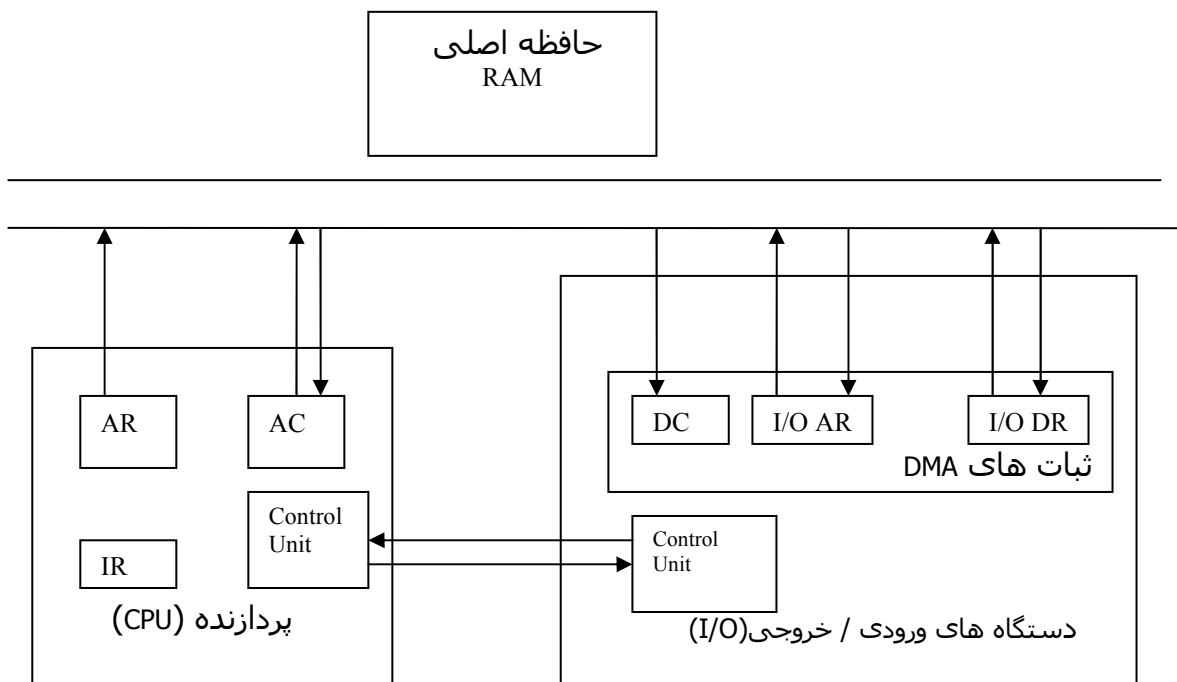 حافظه اصلی
RAM
AR
AC
DC
I/O AR
I/O DR
ثبات های DMA
Control
Unit
Control
Unit
IR
پردازنده (CPU)
دستگاه های ورودی / خروجی(I/O)